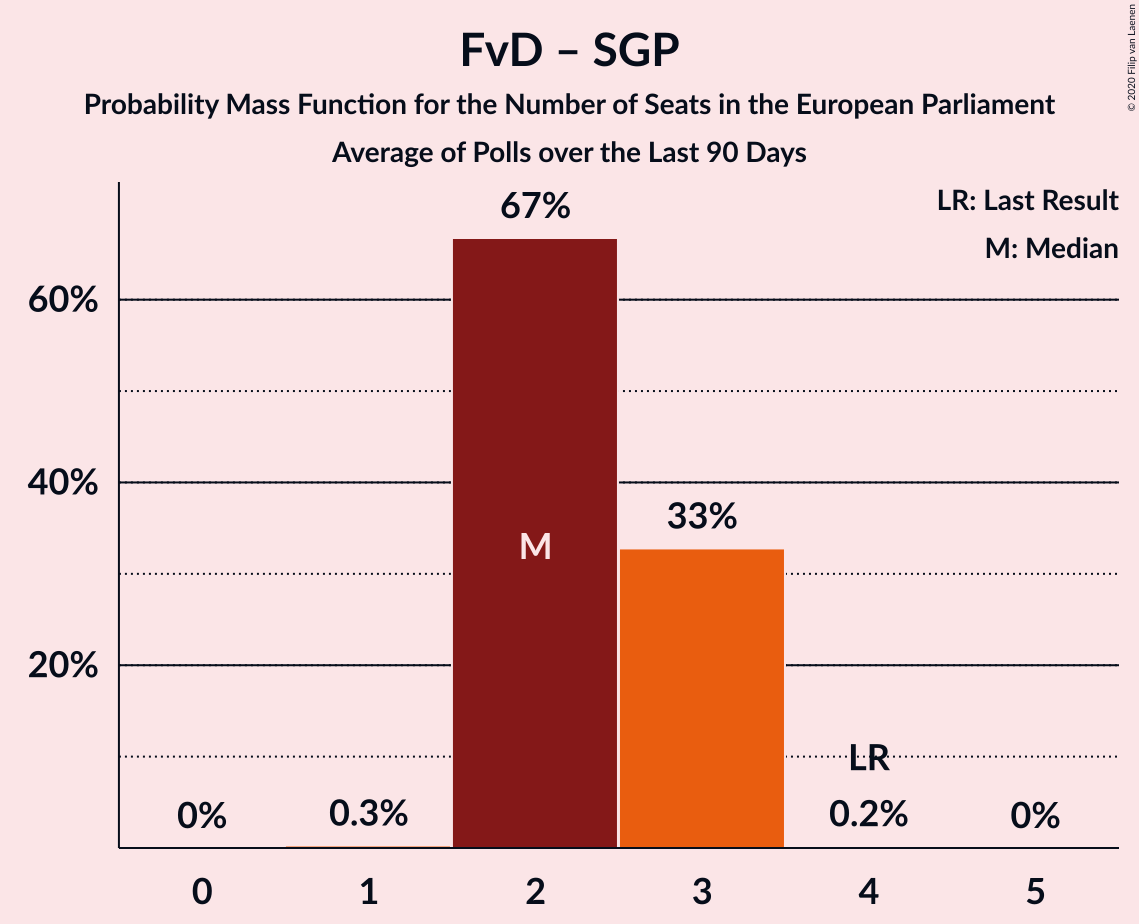 FvD – SGP
Probability Mass Function for the Number of Seats in the European Parliament
Average of Polls over the Last 90 Days
© 2020 Filip van Laenen
LR: Last Result
M: Median
67%
60%
40%
33%
M
20%
LR
0%
0.3%
0.2%
0%
0
1
2
3
4
5